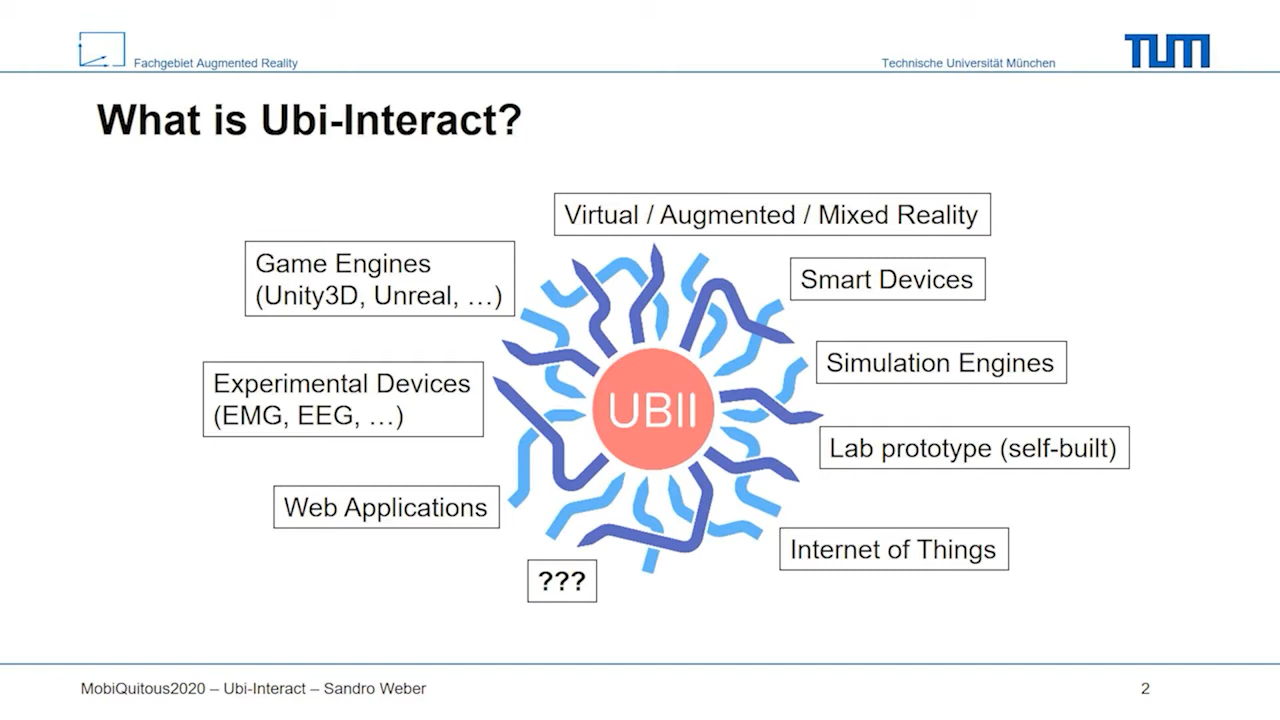 Fachgebiet Augmented Reality
Technische Universität München
TUM
What is Ubi-Interact?
Virtual / Augmented / Mixed Reality
Game Engines
(Unity3D, Unreal, …)
Smart Devices
Simulation Engines
Experimental Devices
(EMG, EEG, …)
UBII
Lab prototype (self-built)
Web Applications
Internet of Things
???
MobiQuitous2020 – Ubi-Interact – Sandro Weber
2